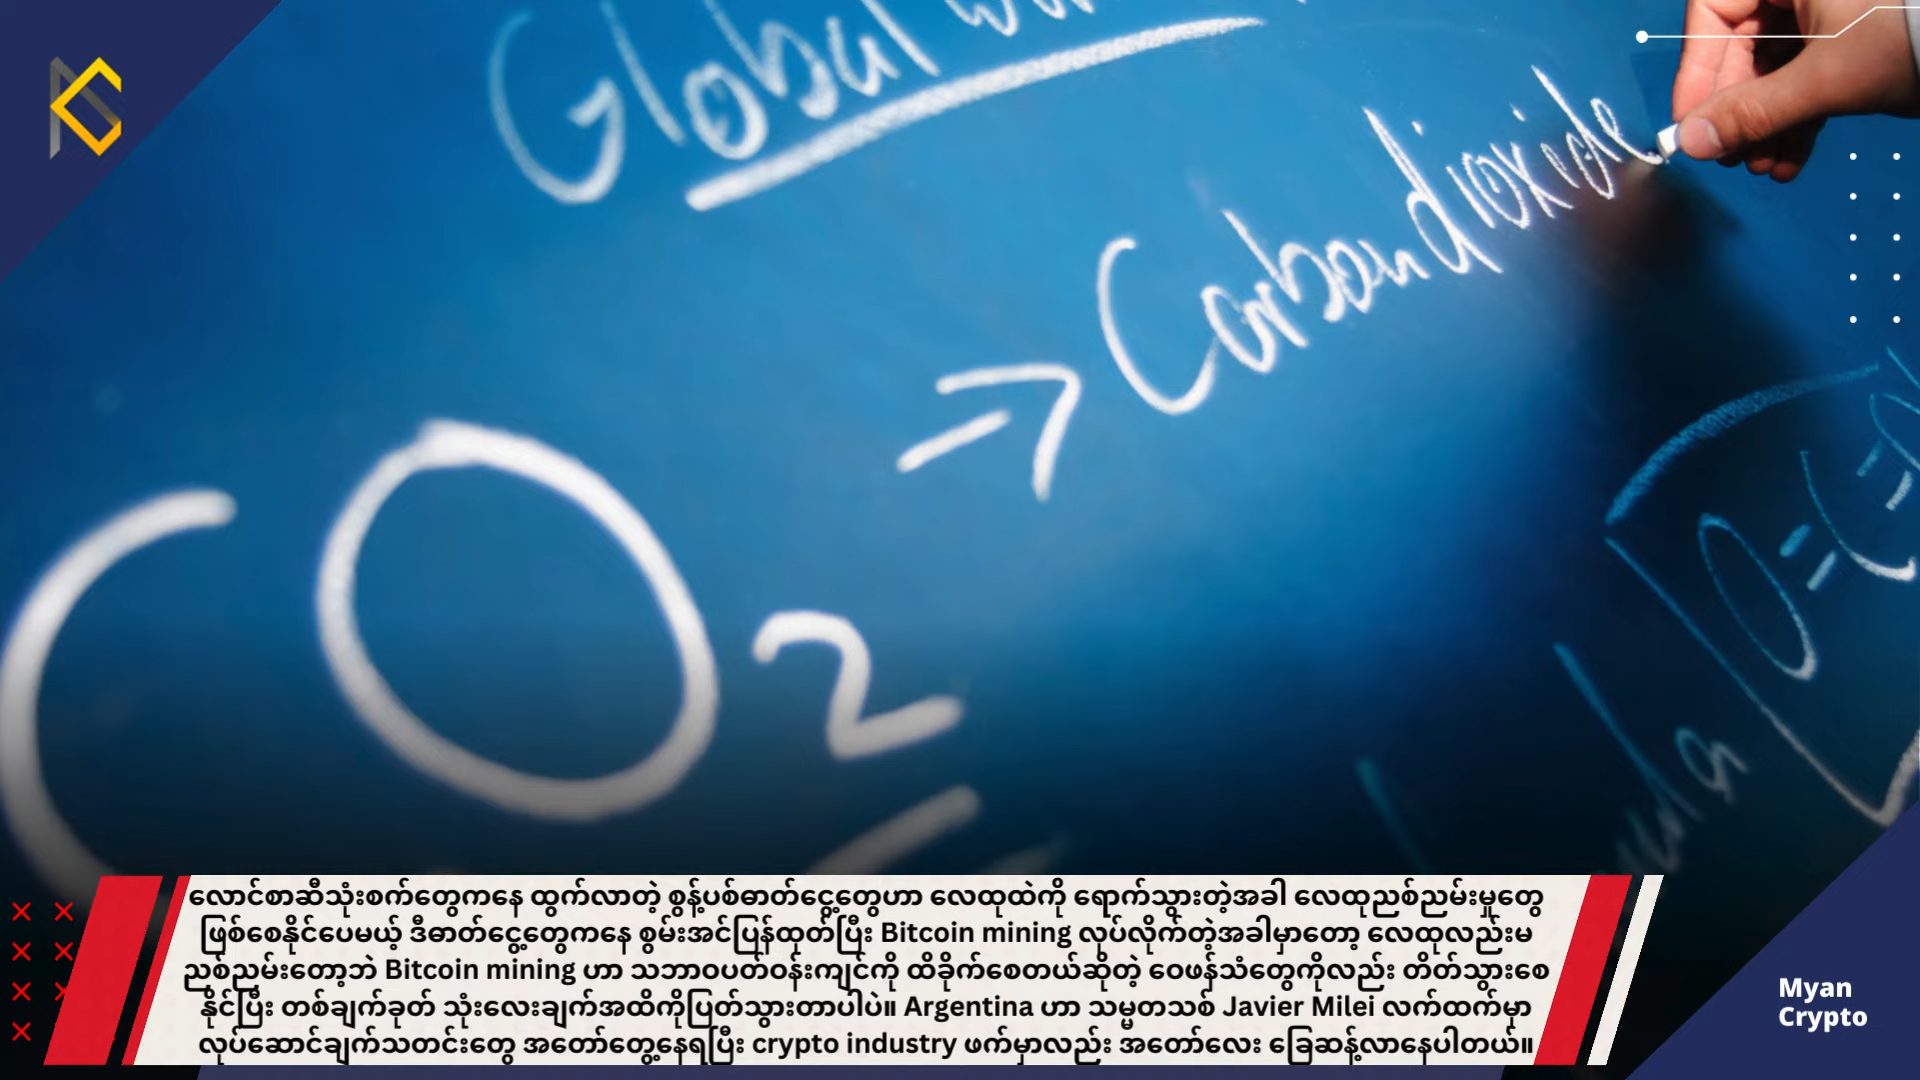 Global
Carbondioxide
CO2
လောင်စာဆီသုံးစက်တွေကနေ ထွက်လာတဲ့ စွန့်ပစ်ဓာတ်ငွေ့တွေဟာ လေထုထဲကို ရောက်သွားတဲ့အခါ လေထုညစ်ညမ်းမှုတွေ
ဖြစ်စေနိုင်ပေမယ့် ဒီဓာတ်ငွေ့တွေကနေ စွမ်းအင်ပြန်ထုတ်ပြီး Bitcoin mining လုပ်လိုက်တဲ့အခါမှာတော့ လေထုလည်းမ
ညစ်ညမ်းတော့ဘဲ Bitcoin mining ဟာ သဘာဝပတ်ဝန်းကျင်ကို ထိခိုက်စေတယ်ဆိုတဲ့ ဝေဖန်သံတွေကိုလည်း တိတ်သွားစေ
နိုင်ပြီး တစ်ချက်ခုတ် သုံးလေးချက်အထိကိုပြတ်သွားတာပါပဲ။ Argentina ဟာ သမ္မတသစ် Javier Milei လက်ထက်မှာ
လုပ်ဆောင်ချက်သတင်းတွေ အတော်တွေ့နေရပြီး crypto industry ဖက်မှာလည်း အတော်လေး ခြေဆန့်လာနေပါတယ်။
Myan
Crypto